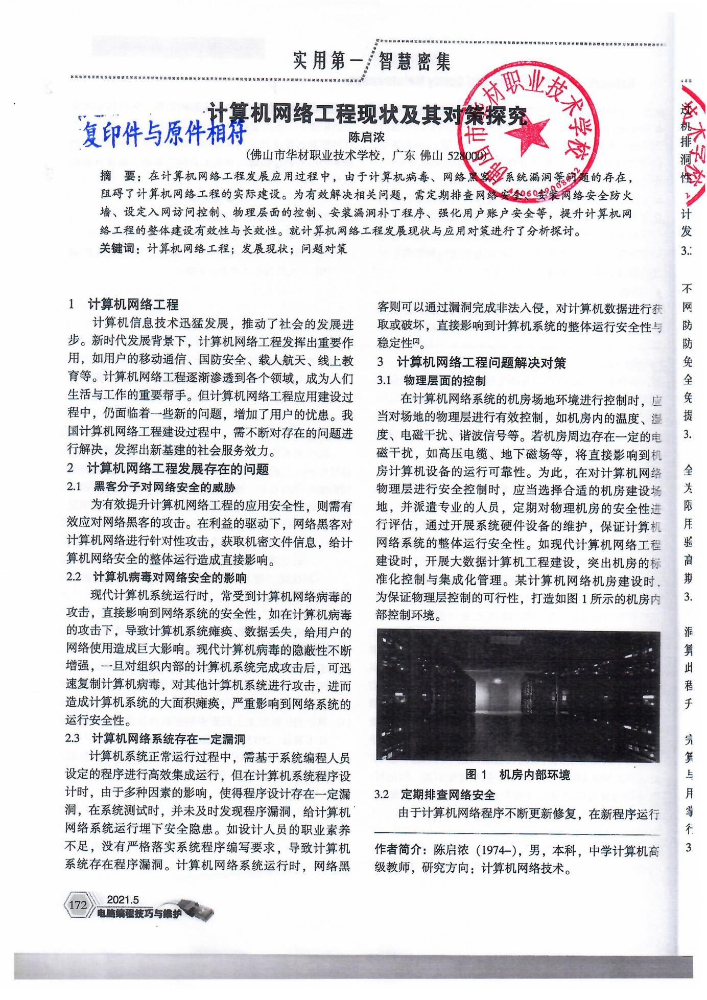 实用第一 智慧密集
计算机网络工程现状及其对策探究
复印件与原件相符
陈启浓
(佛山市华材职业技术学校，广东 佛山 528000)
佛山市华材职业技术学校
摘　要：在计算机网络工程发展应用过程中，由于计算机病毒、网络黑客、系统漏洞等问题的存在，
阻碍了计算机网络工程的实际建设。为有效解决相关问题，需定期排查网络安全、安装网络安全防火
墙、设定入网访问控制、物理层面的控制、安装漏洞补丁程序、强化用户账户安全等，提升计算机网
络工程的整体建设有效性与长效性。就计算机网络工程发展现状与应用对策进行了分析探讨。
关键词：计算机网络工程；发展现状；问题对策
1　计算机网络工程
计算机信息技术迅猛发展，推动了社会的发展进
步。新时代发展背景下，计算机网络工程发挥出重要作
用，如用户的移动通信、国防安全、载人航天、线上教
育等。计算机网络工程逐渐渗透到各个领域，成为人们
生活与工作的重要帮手。但计算机网络工程应用建设过
程中，仍面临着一些新的问题，增加了用户的忧患。我
国计算机网络工程建设过程中，需不断对存在的问题进
行解决，发挥出新基建的社会服务效力。
2　计算机网络工程发展存在的问题
2.1　黑客分子对网络安全的威胁
为有效提升计算机网络工程的应用安全性，则需有
效应对网络黑客的攻击。在利益的驱动下，网络黑客对
计算机网络进行针对性攻击，获取机密文件信息，给计
算机网络安全的整体运行造成直接影响。
2.2　计算机病毒对网络安全的影响
现代计算机系统运行时，常受到计算机网络病毒的
攻击，直接影响到网络系统的安全性，如在计算机病毒
的攻击下，导致计算机系统瘫痪、数据丢失，给用户的
网络使用造成巨大影响。现代计算机病毒的隐蔽性不断
增强，一旦对组织内部的计算机系统完成攻击后，可迅
速复制计算机病毒，对其他计算机系统进行攻击，进而
造成计算机系统的大面积瘫痪，严重影响到网络系统的
运行安全性。
2.3　计算机网络系统存在一定漏洞
计算机系统正常运行过程中，需基于系统编程人员
设定的程序进行高效集成运行，但在计算机系统程序设
计时，由于多种因素的影响，使得程序设计存在一定漏
洞，在系统测试时，并未及时发现程序漏洞，给计算机
网络系统运行埋下安全隐患。如设计人员的职业素养
不足，没有严格落实系统程序编写要求，导致计算机
系统存在程序漏洞。计算机网络系统运行时，网络黑
客则可以通过漏洞完成非法入侵，对计算机数据进行获
取或破坏，直接影响到计算机系统的整体运行安全性与
稳定性[2]。
3　计算机网络工程问题解决对策
3.1　物理层面的控制
在计算机网络系统的机房场地环境进行控制时，应
当对场地的物理层进行有效控制，如机房内的温度、湿
度、电磁干扰、谐波信号等。若机房周边存在一定的电
磁干扰，如高压电缆、地下磁场等，将直接影响到机
房计算机设备的运行可靠性。为此，在对计算机网络
物理层进行安全控制时，应当选择合适的机房建设场
地，并派遣专业的人员，定期对物理机房的安全性进
行评估，通过开展系统硬件设备的维护，保证计算机
网络系统的整体运行安全性。如现代计算机网络工程
建设时，开展大数据计算机工程建设，突出机房的标
准化控制与集成化管理。某计算机网络机房建设时，
为保证物理层控制的可行性，打造如图 1 所示的机房内
部控制环境。
图 1　机房内部环境
3.2　定期排查网络安全
由于计算机网络程序不断更新修复，在新程序运行
作者简介：陈启浓（1974-），男，本科，中学计算机高
级教师，研究方向：计算机网络技术。
172
2021.5
电脑编程技巧与维护